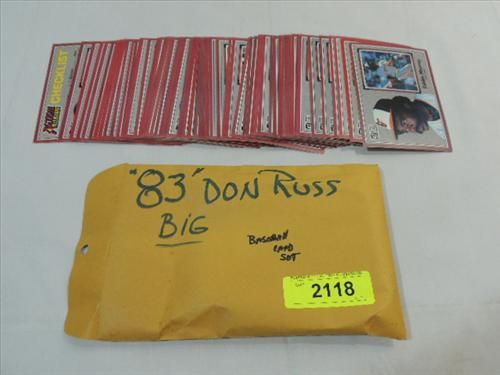 CHECKLIST
"83" DON RUSS
BIG
BASEBALL
CARD
SET
2118